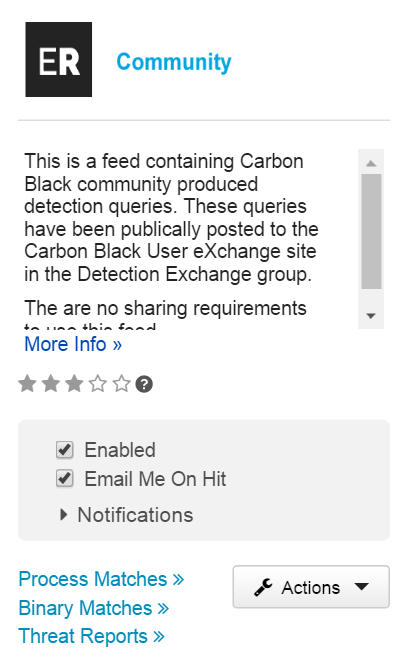 ER
Community
This is a feed containing Carbon
Black community produced
detection queries. These queries
have been publically posted to the
Carbon Black User eXchange site
in the Detection Exchange group.
The are no sharing requirements
to use this feed
More Info »
?
Enabled
Email Me On Hit
Notifications
Process Matches »
Binary Matches »
Threat Reports »
Actions